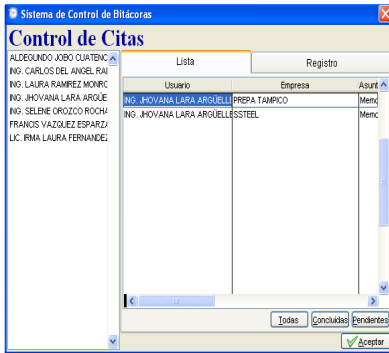 Sistema de Control de Bitácoras
Control de Citas
ALDEGUNDO JOBO CUATENC
ING. CARLOS DEL ANGEL RAI
ING. LAURA RAMIREZ MONRC
ING. JHOVANA LARA ARGÜE
ING. SELENE OROZCO ROCHA
FRANCIS VAZQUEZ ESPARZA
LIC. IRMA LAURA FERNANDEZ
Lista Registro
Usuario Empresa Asunt
ING. JHOVANA LARA ARGÜELL PREPA TAMPICO Memo
ING. JHOVANA LARA ARGÜELLE SSTEEL Memo
Todas Concluidas Pendientes
Aceptar